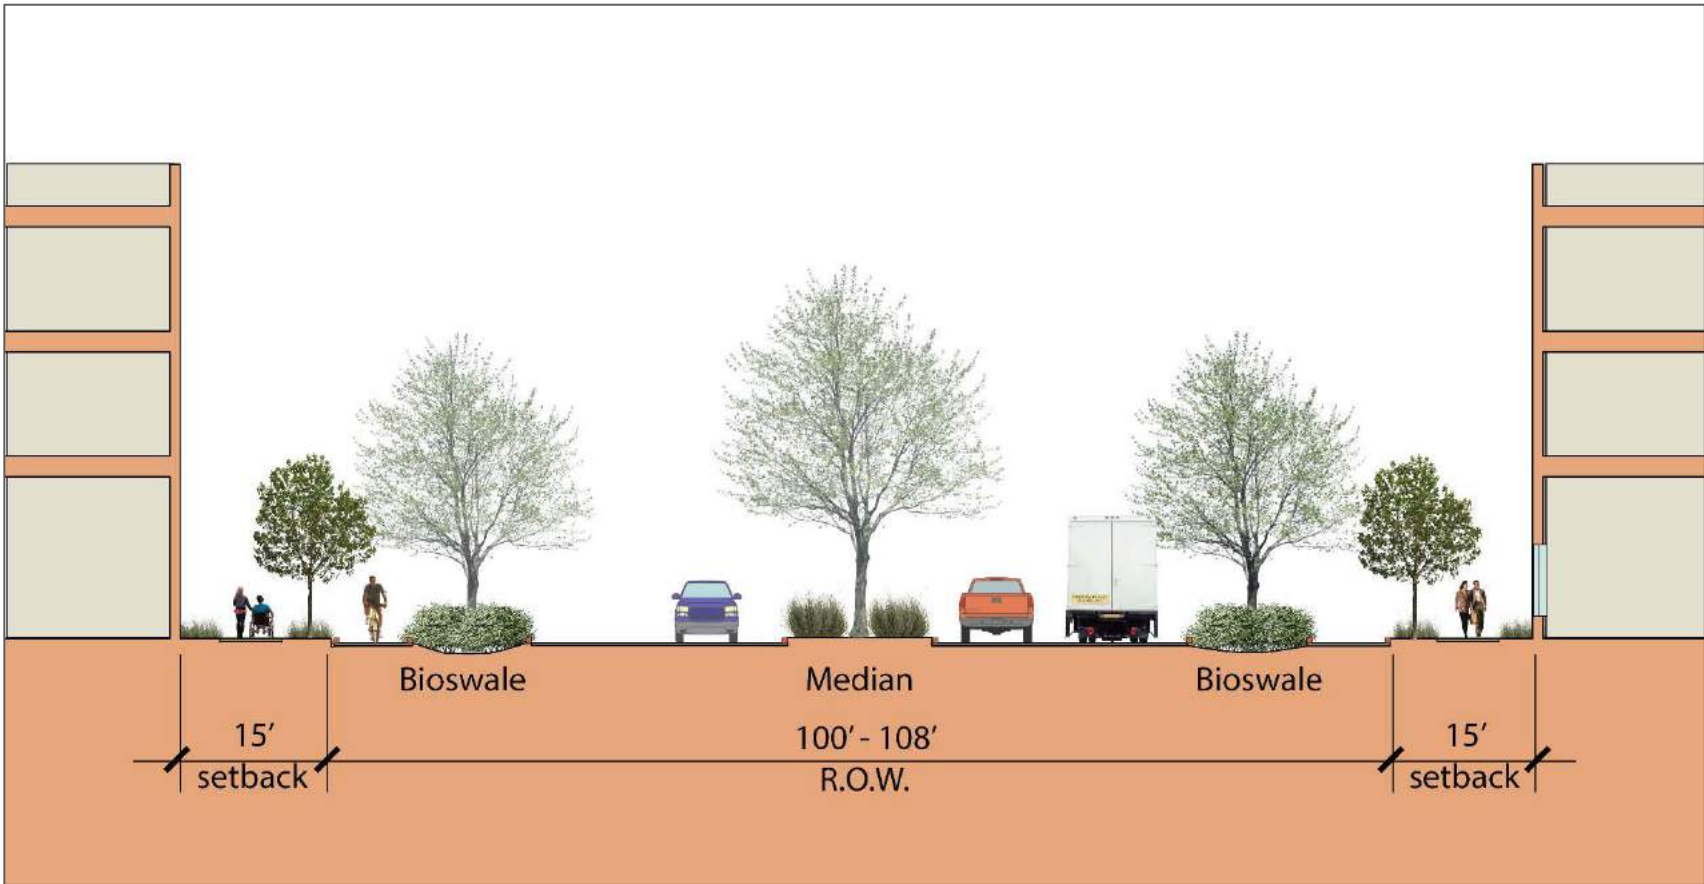 Bioswale
Median
Bioswale
15'
100' - 108'
15'
setback
R.O.W.
setback